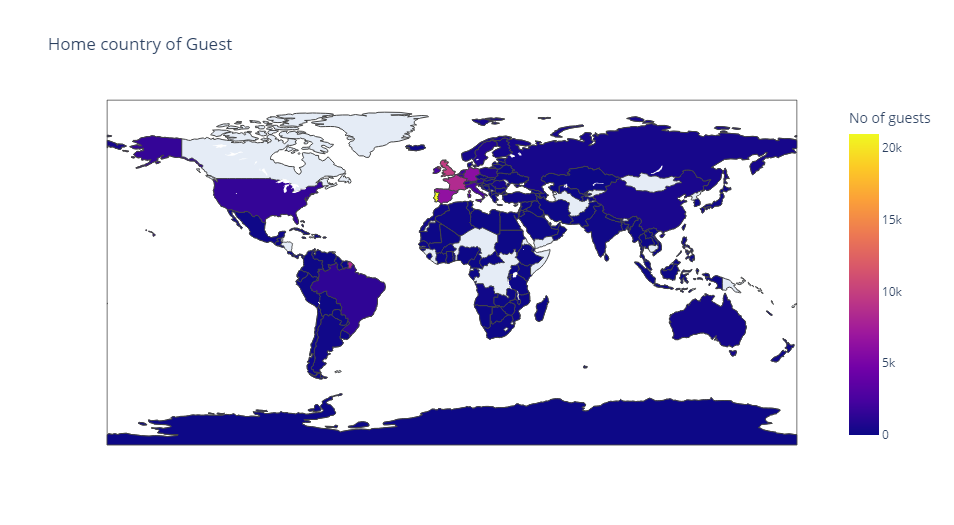 Home country of Guest
No of guests
20k
15k
10k
5k
0